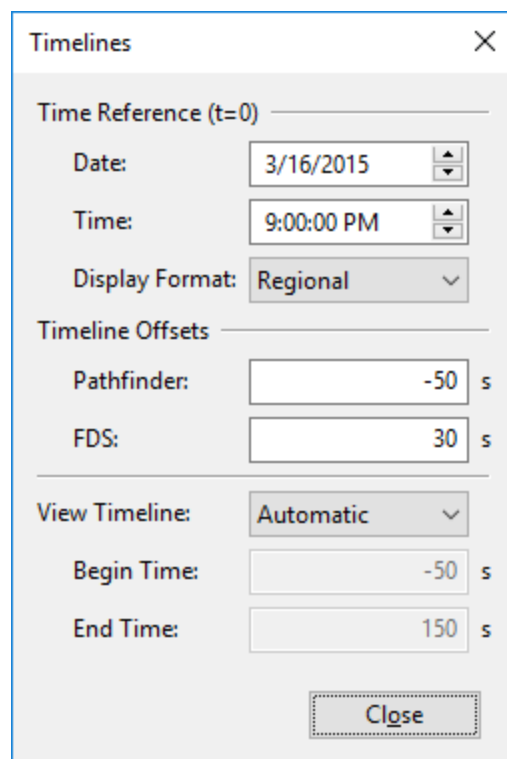 Timelines
Time Reference (t=0)
Date: 3/16/2015
Time: 9:00:00 PM
Display Format: Regional
Timeline Offsets
Pathfinder: -50 s
FDS: 30 s
View Timeline: Automatic
Begin Time: -50 s
End Time: 150 s
Close